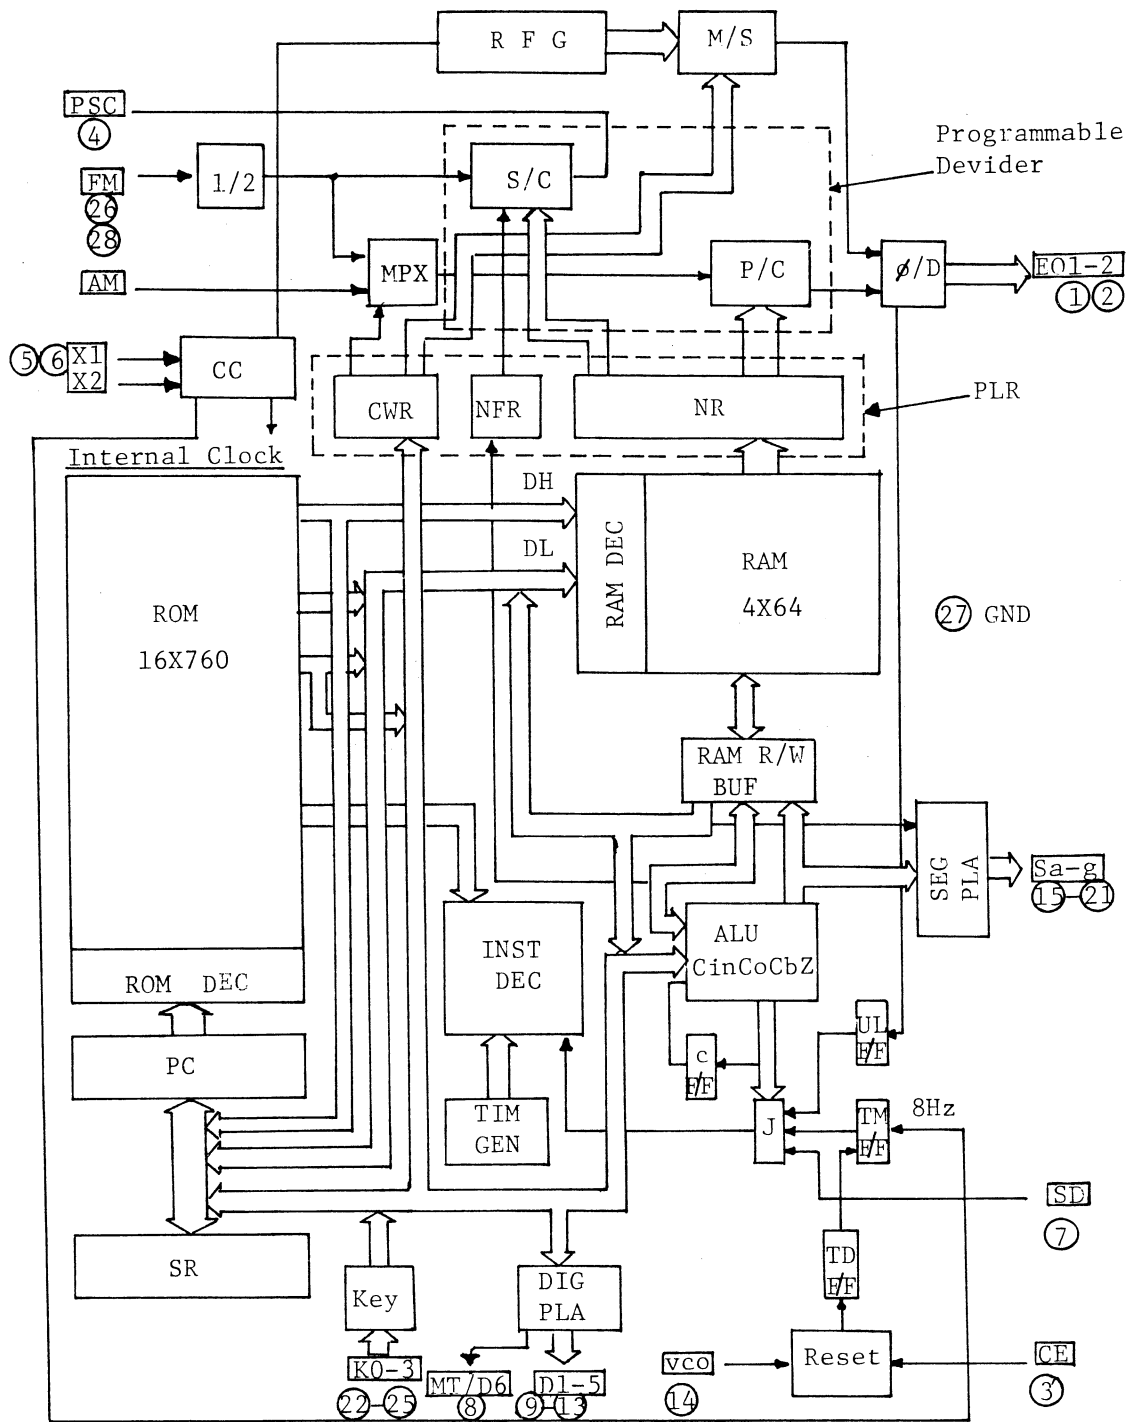 R F G
M/S
PSC
4
Programmable
Devider
FM
26
28
1/2
S/C
AM
MPX
P/C
ø/D
EO1-2
1 2
5 6 X1
X2
CC
CWR
NFR
NR
PLR
Internal Clock
DH
DL
ROM
16X760
RAM DEC
RAM
4X64
27 GND
RAM R/W
BUF
SEG
PLA
Sa-g
15-21
INST
DEC
ALU
CinCoCbZ
ROM DEC
UL
F/F
PC
c
F/F
TIM
GEN
J
TM
F/F
8Hz
SD
7
SR
TD
F/F
Key
DIG
PLA
Reset
K0-3
22-25
MT/D6
8
D1-5
9-13
vco
14
CE
3